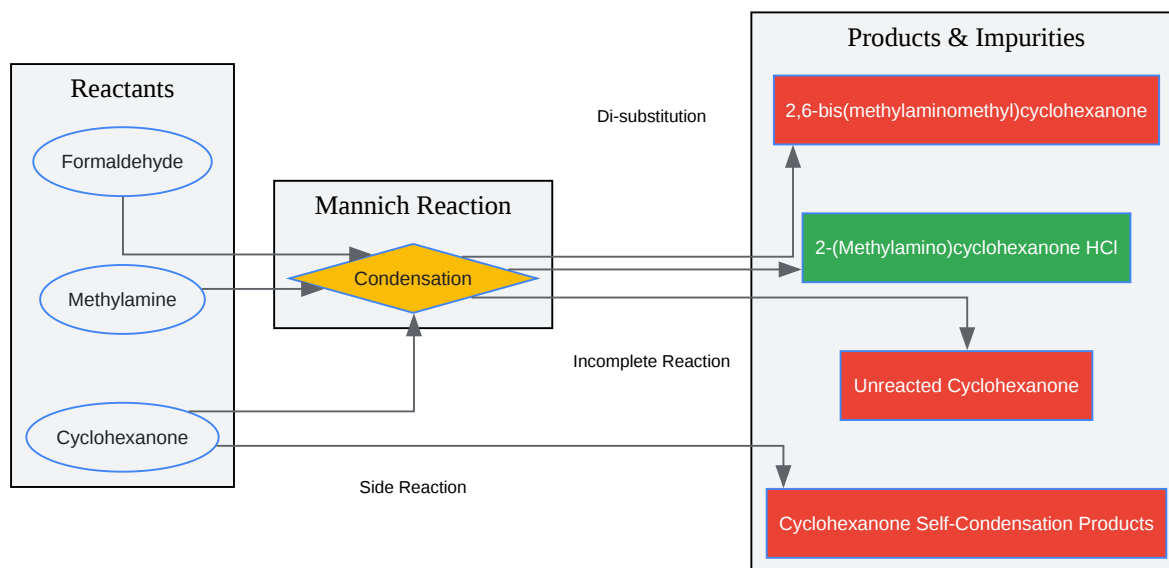 Reactants
Formaldehyde
Methylamine
Cyclohexanone
Mannich Reaction
Condensation
Di-substitution
Incomplete Reaction
Side Reaction
Products & Impurities
2,6-bis(methylaminomethyl)cyclohexanone
2-(Methylamino)cyclohexanone HCl
Unreacted Cyclohexanone
Cyclohexanone Self-Condensation Products